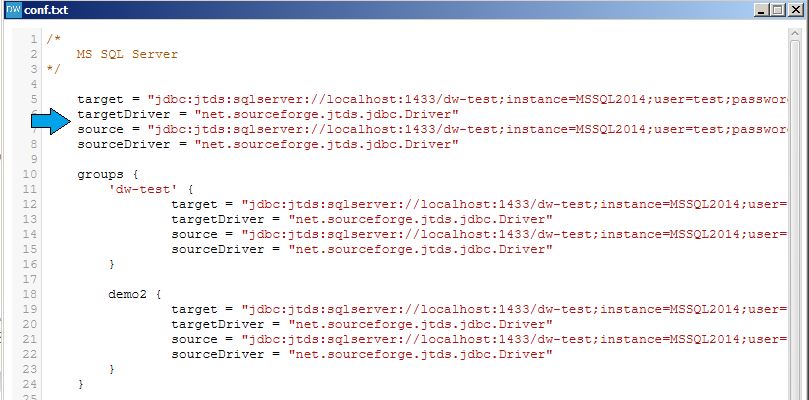 DW conf.txt
1 /*
2 MS SQL Server
3 */
4
5 target = "jdbc:jtds:sqlserver://localhost:1433/dw-test;instance=MSSQL2014;user=test;passwor
6 targetDriver = "net.sourceforge.jtds.jdbc.Driver"
7 source = "jdbc:jtds:sqlserver://localhost:1433/dw-test;instance=MSSQL2014;user=test;passwor
8 sourceDriver = "net.sourceforge.jtds.jdbc.Driver"
9
10 groups {
11 'dw-test' {
12 target = "jdbc:jtds:sqlserver://localhost:1433/dw-test;instance=MSSQL2014;user=
13 targetDriver = "net.sourceforge.jtds.jdbc.Driver"
14 source = "jdbc:jtds:sqlserver://localhost:1433/dw-test;instance=MSSQL2014;user=
15 sourceDriver = "net.sourceforge.jtds.jdbc.Driver"
16 }
17
18 demo2 {
19 target = "jdbc:jtds:sqlserver://localhost:1433/dw-test;instance=MSSQL2014;user=
20 targetDriver = "net.sourceforge.jtds.jdbc.Driver"
21 source = "jdbc:jtds:sqlserver://localhost:1433/dw-test;instance=MSSQL2014;user=
22 sourceDriver = "net.sourceforge.jtds.jdbc.Driver"
23 }
24 }
25